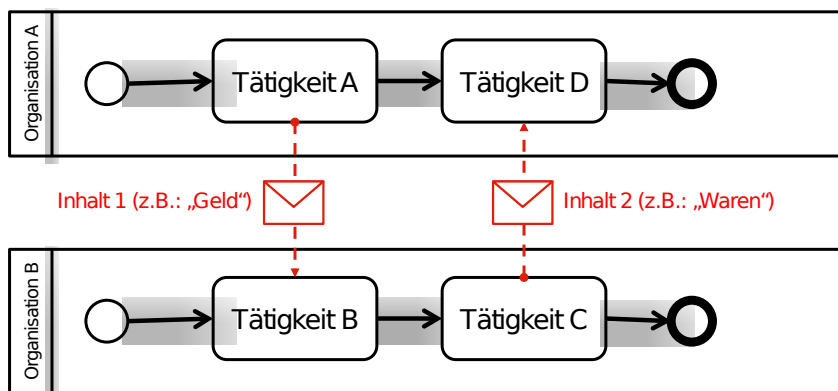 Organisation A
Tätigkeit A
Tätigkeit D
Inhalt 1 (z.B.: „Geld“)
Inhalt 2 (z.B.: „Waren“)
Organisation B
Tätigkeit B
Tätigkeit C